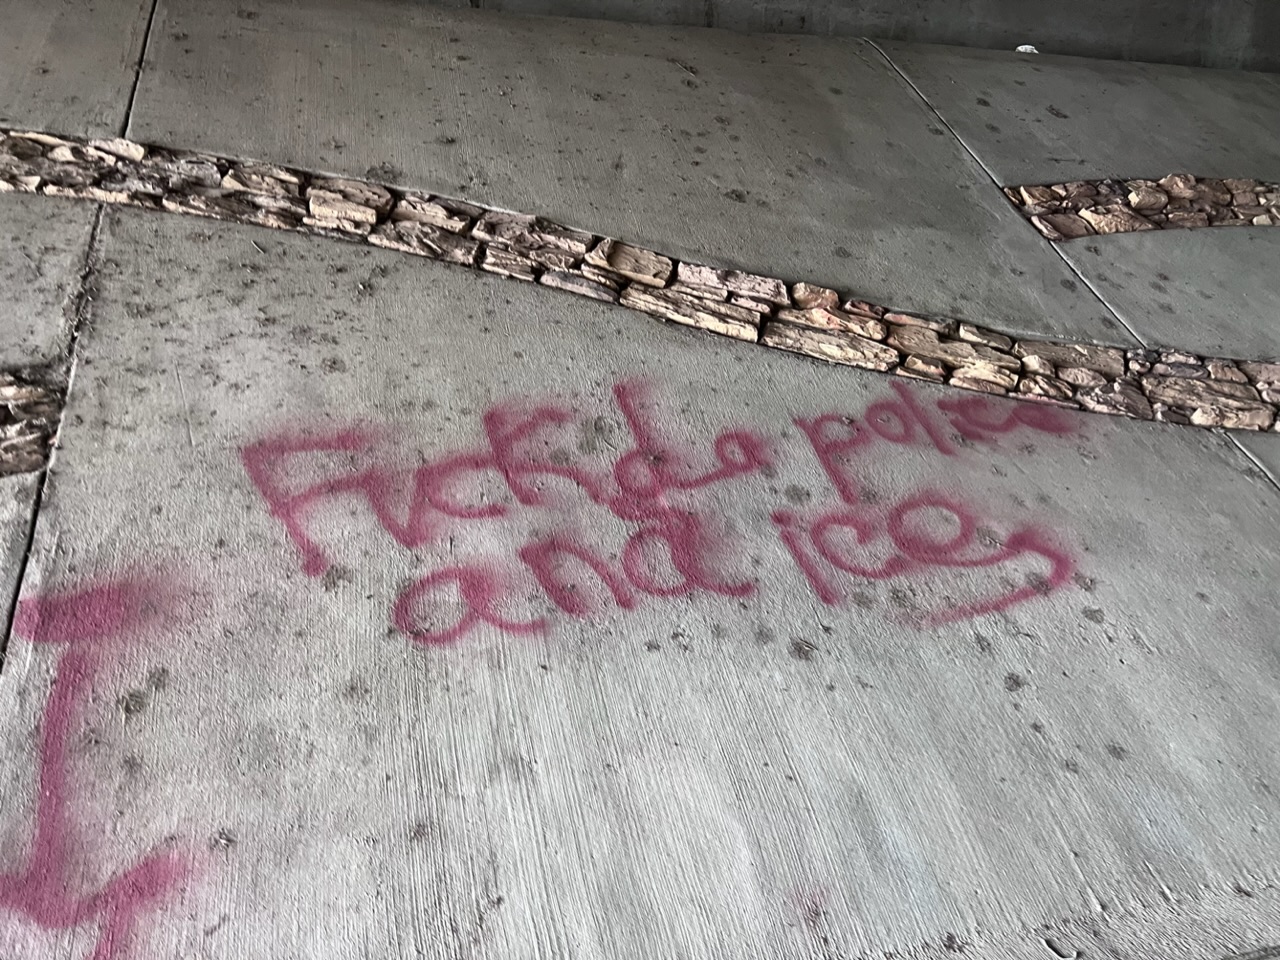 Fuck da police
and ice
I